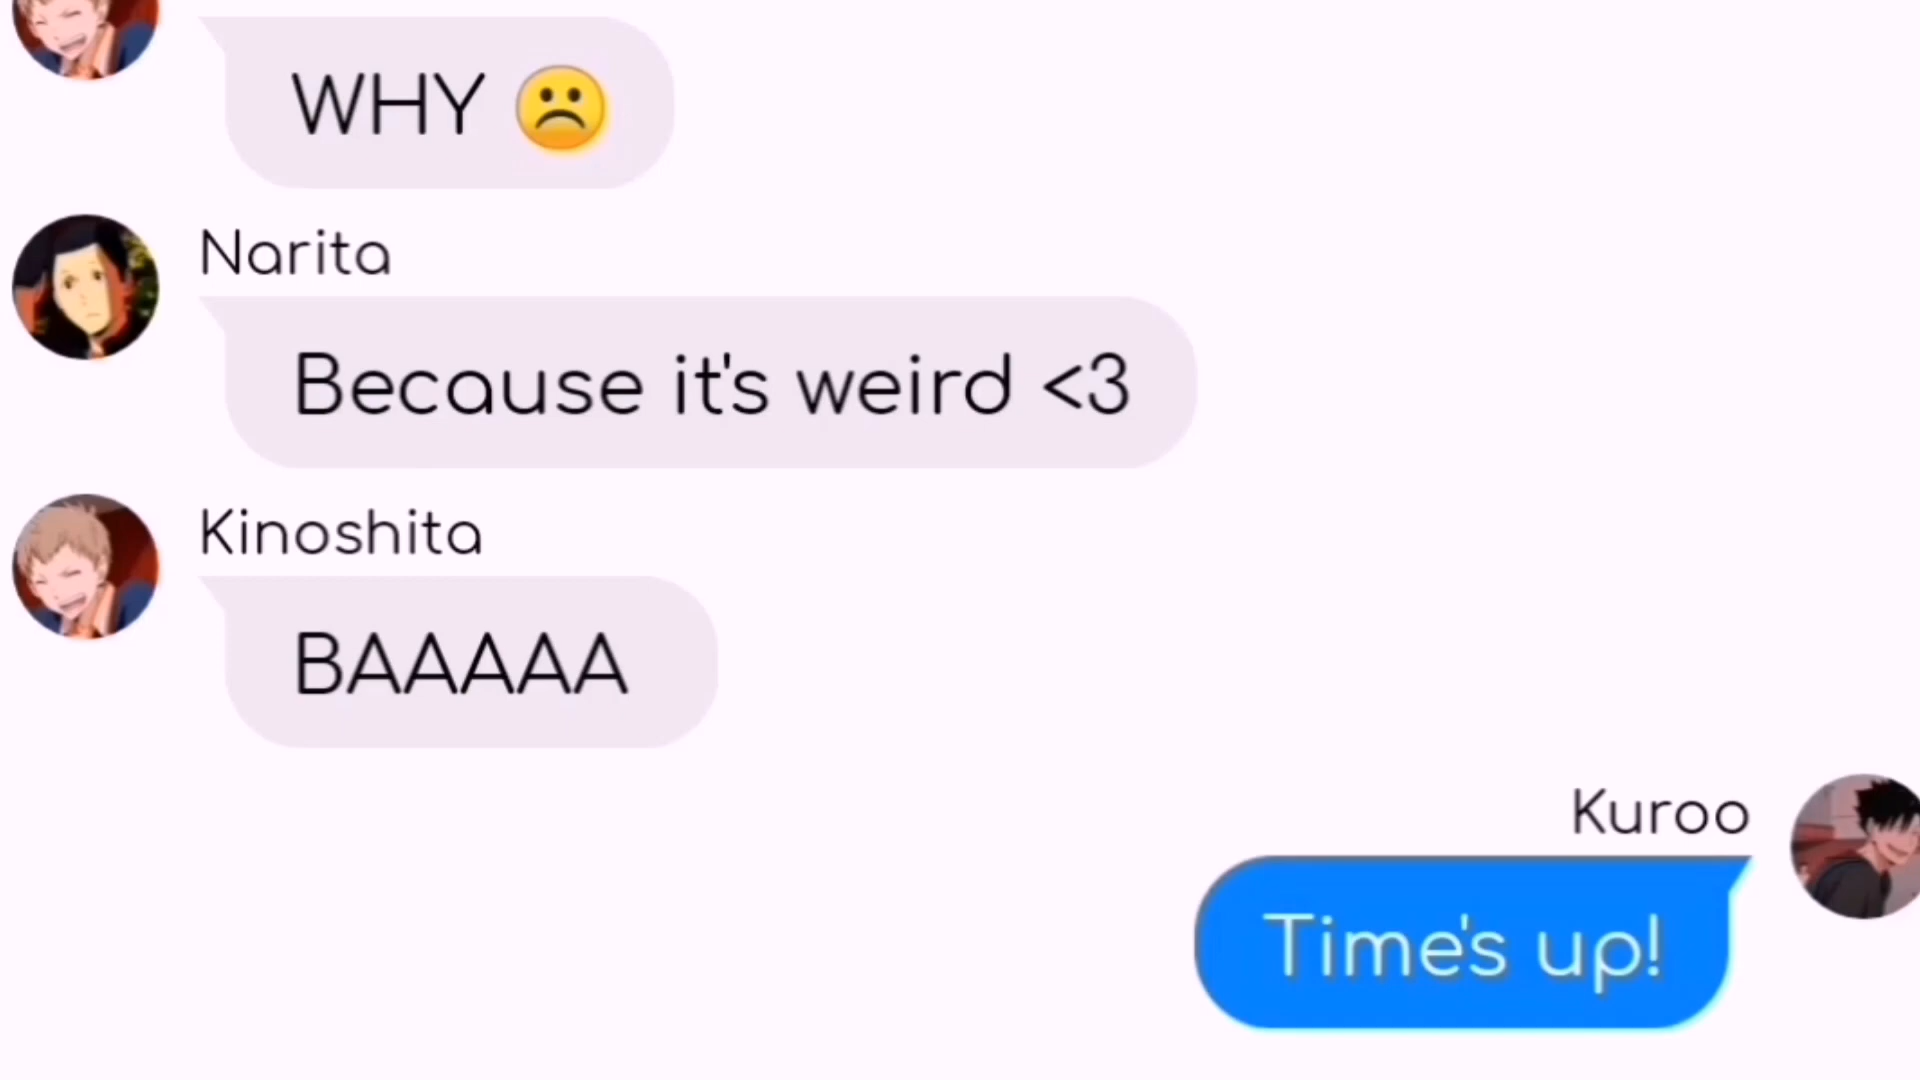 WHY ☹️
Narita
Because it's weird <3
Kinoshita
BAAAAA
Kuroo
Time's up!